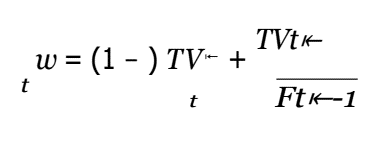 w = (1 - ) TV← + TVt←
t t Ft←-1